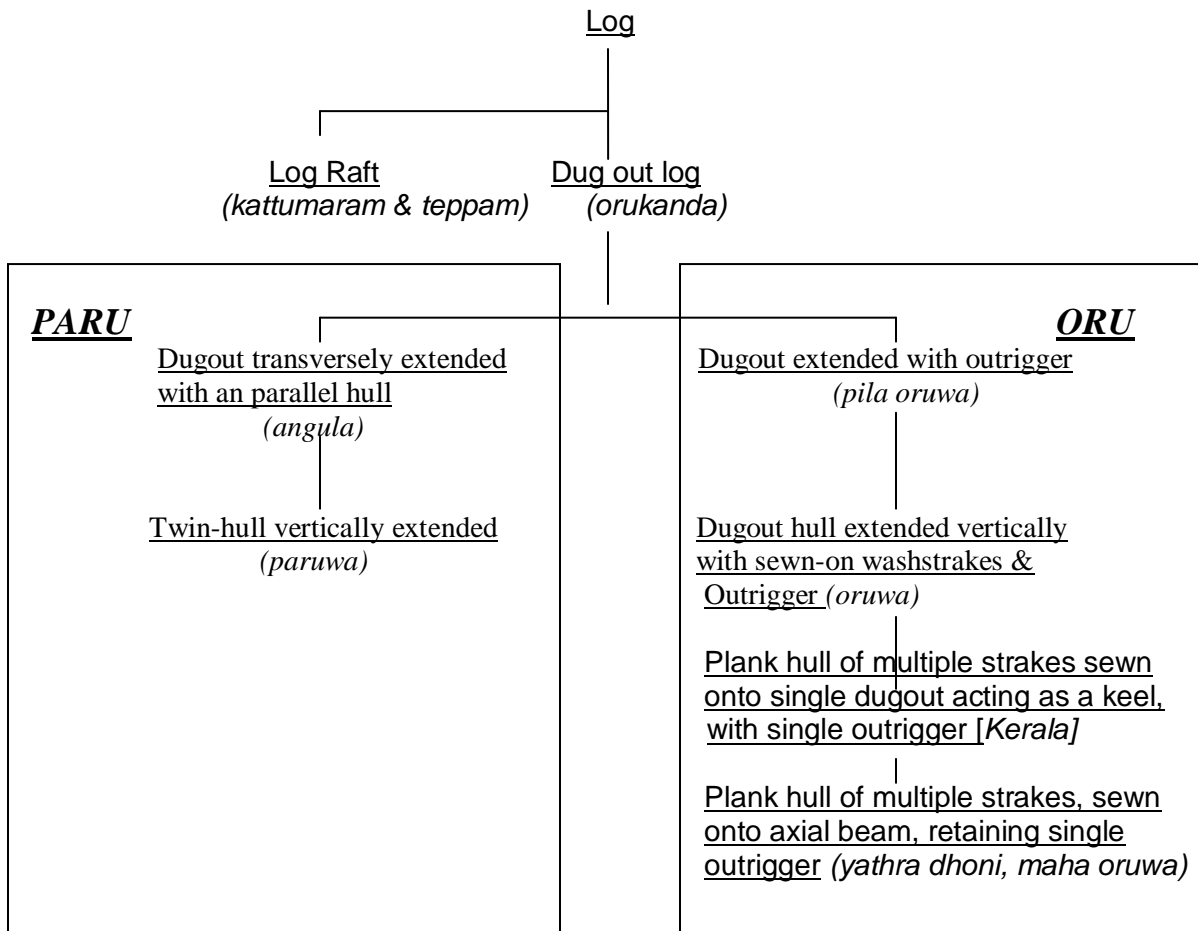 Log
Log Raft
(kattumaram & teppam)
Dug out log
(orukanda)
PARU
Dugout transversely extended
with an parallel hull
(angula)
Twin-hull vertically extended
(paruwa)
ORU
Dugout extended with outrigger
(pila oruwa)
Dugout hull extended vertically
with sewn-on washstrakes &
Outrigger (oruwa)
Plank hull of multiple strakes sewn
onto single dugout acting as a keel,
with single outrigger [Kerala]
Plank hull of multiple strakes, sewn
onto axial beam, retaining single
outrigger (yathra dhoni, maha oruwa)